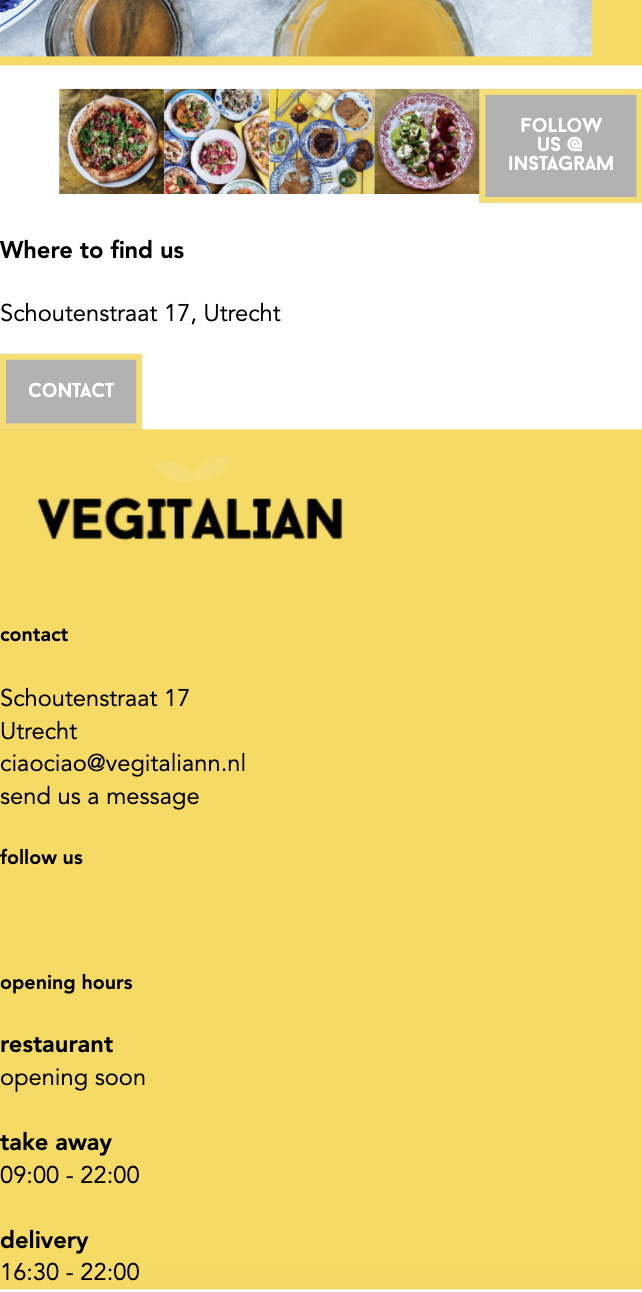 FOLLOW
US @
INSTAGRAM
Where to find us
Schoutenstraat 17, Utrecht
CONTACT
VEGITALIAN
contact
Schoutenstraat 17
Utrecht
ciaociao@vegitaliann.nl
send us a message
follow us
opening hours
restaurant
opening soon
take away
09:00 - 22:00
delivery
16:30 - 22:00